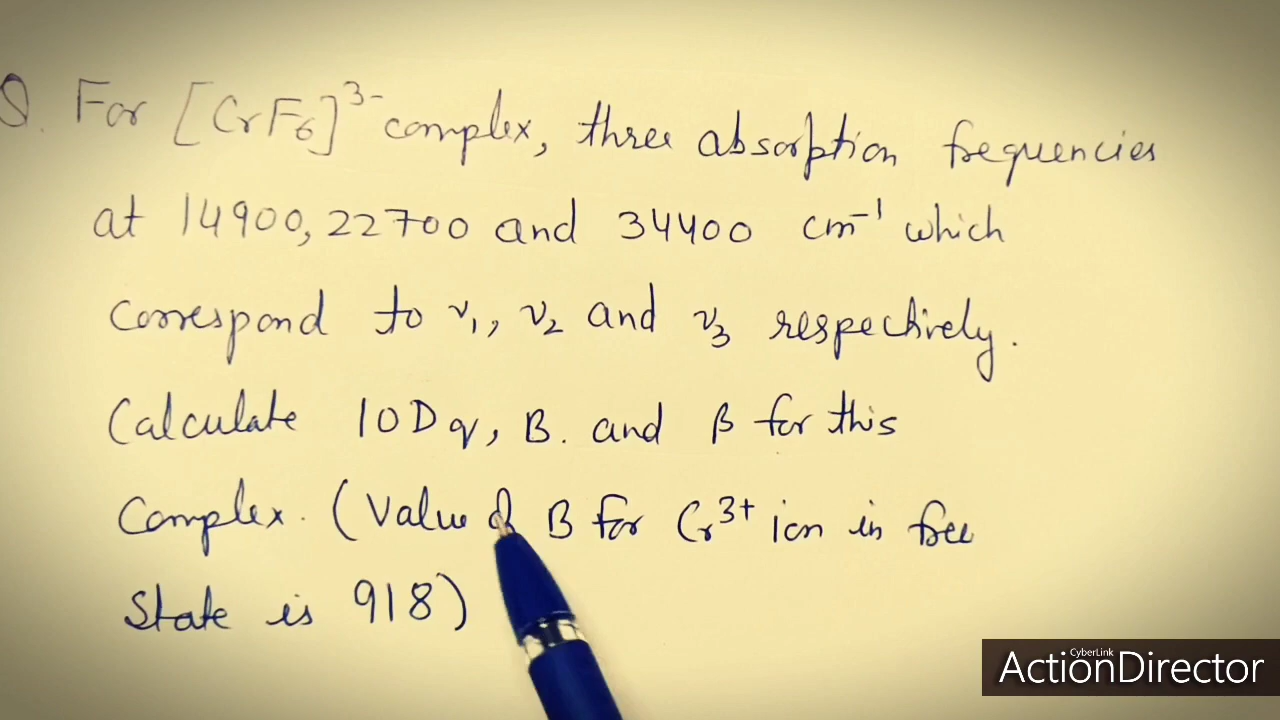 Q. For [CrF6]3- complex, three absorption frequencies
at 14900, 22700 and 34400 cm-1 which
correspond to ν1, ν2 and ν3 respectively.
Calculate 10Dq, B. and β for this
Complex. (Value of B for Cr3+ ion in free
State is 918)
CyberLink
ActionDirector